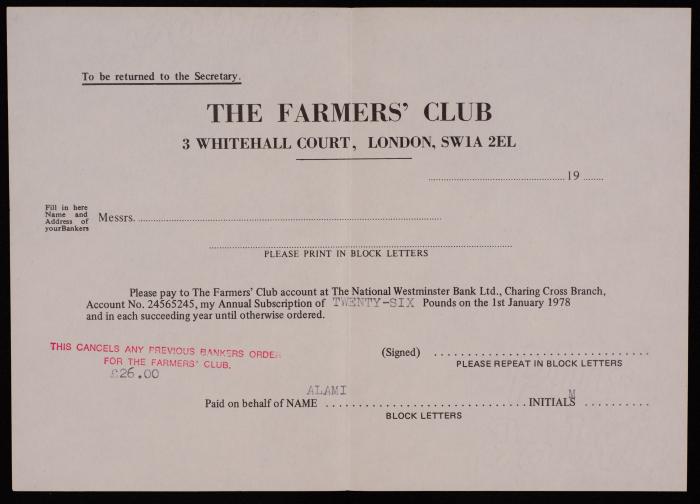 To be returned to the Secretary.
THE FARMERS' CLUB
3 WHITEHALL COURT, LONDON, SW1A 2EL
19
Fill in here
Name and
Address of
yourBankers
Messrs.
PLEASE PRINT IN BLOCK LETTERS
Please pay to The Farmers' Club account at The National Westminster Bank Ltd., Charing Cross Branch,
Account No. 24565245, my Annual Subscription of TWENTY-SIX Pounds on the 1st January 1978
and in each succeeding year until otherwise ordered.
THIS CANCELS ANY PREVIOUS BANKERS ORDER
FOR THE FARMERS' CLUB.
£26.00
(Signed)
PLEASE REPEAT IN BLOCK LETTERS
ALAMI M
Paid on behalf of NAME INITIALS
BLOCK LETTERS